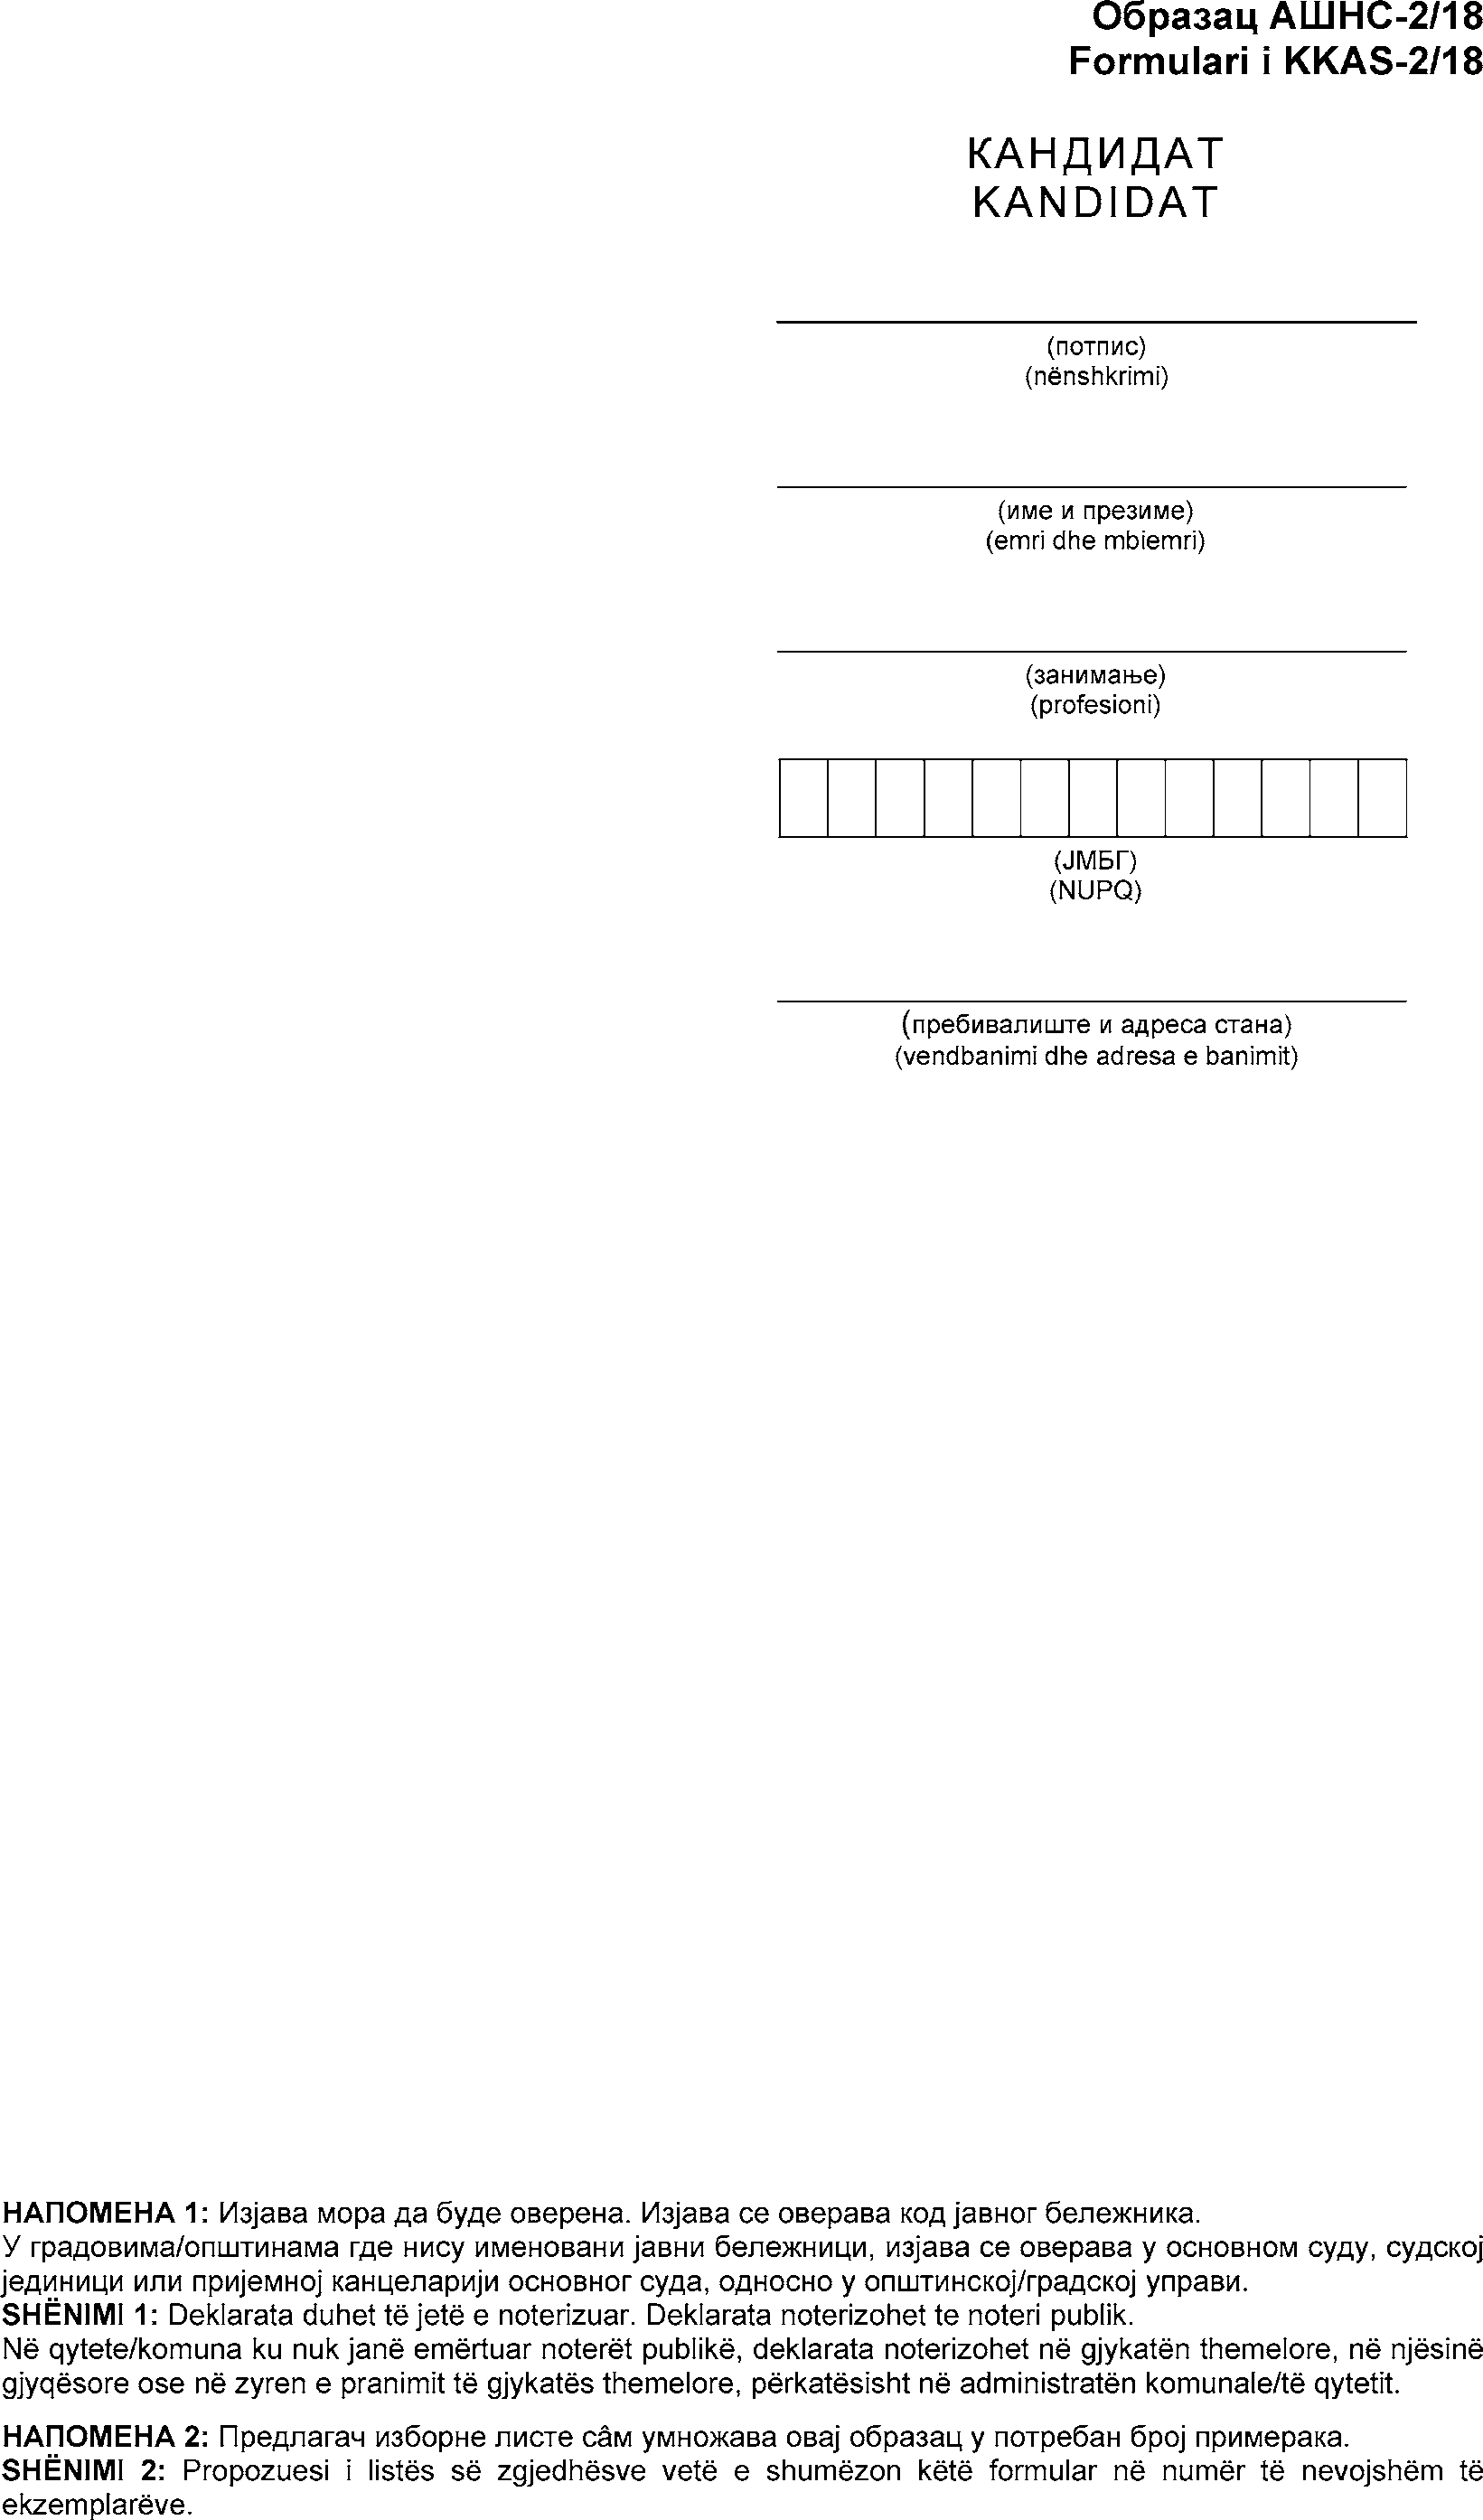 Образац АШНС-2/18
Formulari i KKAS-2/18
КАНДИДАТ
KANDIDAT
(потпис)
(nënshkrimi)
(име и презиме)
(emri dhe mbiemri)
(занимање)
(profesioni)
(ЈМБГ)
(NUPQ)
(пребивалиште и адреса стана)
(vendbanimi dhe adresa e banimit)
НАПОМЕНА 1: Изјава мора да буде оверена. Изјава се оверава код јавног бележника.
У градовима/општинама где нису именовани јавни бележници, изјава се оверава у основном суду, судској
јединици или пријемној канцеларији основног суда, односно у општинској/градској управи.
SHËNIMI 1: Deklarata duhet të jetë e noterizuar. Deklarata noterizohet te noteri publik.
Në qytete/komuna ku nuk janë emërtuar noterët publikë, deklarata noterizohet në gjykatën themelore, në njësinë
gjyqësore ose në zyren e pranimit të gjykatës themelore, përkatësisht në administratën komunale/të qytetit.
НАПОМЕНА 2: Предлагач изборне листе сâм умножава овај образац у потребан број примерака.
SHËNIMI 2: Propozuesi i listës së zgjedhësve vetë e shumëzon këtë formular në numër të nevojshëm të
ekzemplarëve.